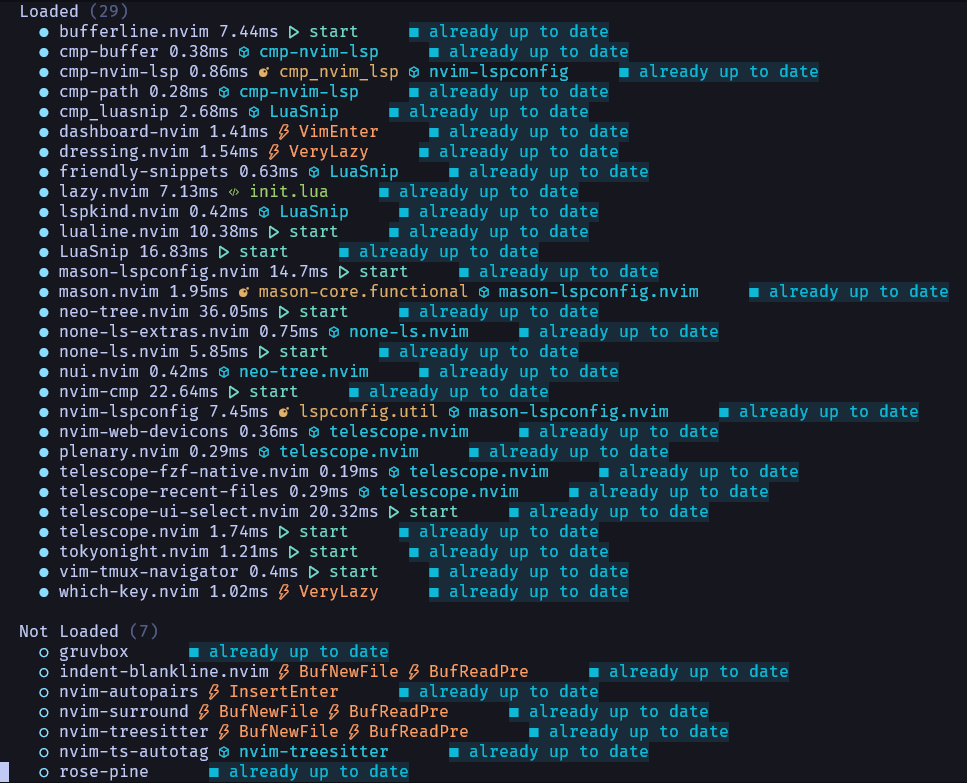 Loaded (29)
● bufferline.nvim 7.44ms ▷ start ■ already up to date
● cmp-buffer 0.38ms cmp-nvim-lsp ■ already up to date
● cmp-nvim-lsp 0.86ms cmp_nvim_lsp nvim-lspconfig ■ already up to date
● cmp-path 0.28ms cmp-nvim-lsp ■ already up to date
● cmp_luasnip 2.68ms LuaSnip ■ already up to date
● dashboard-nvim 1.41ms VimEnter ■ already up to date
● dressing.nvim 1.54ms VeryLazy ■ already up to date
● friendly-snippets 0.63ms LuaSnip ■ already up to date
● lazy.nvim 7.13ms init.lua ■ already up to date
● lspkind.nvim 0.42ms LuaSnip ■ already up to date
● lualine.nvim 10.38ms ▷ start ■ already up to date
● LuaSnip 16.83ms ▷ start ■ already up to date
● mason-lspconfig.nvim 14.7ms ▷ start ■ already up to date
● mason.nvim 1.95ms mason-core.functional mason-lspconfig.nvim ■ already up to date
● neo-tree.nvim 36.05ms ▷ start ■ already up to date
● none-ls-extras.nvim 0.75ms none-ls.nvim ■ already up to date
● none-ls.nvim 5.85ms ▷ start ■ already up to date
● nui.nvim 0.42ms neo-tree.nvim ■ already up to date
● nvim-cmp 22.64ms ▷ start ■ already up to date
● nvim-lspconfig 7.45ms lspconfig.util mason-lspconfig.nvim ■ already up to date
● nvim-web-devicons 0.36ms telescope.nvim ■ already up to date
● plenary.nvim 0.29ms telescope.nvim ■ already up to date
● telescope-fzf-native.nvim 0.19ms telescope.nvim ■ already up to date
● telescope-recent-files 0.29ms telescope.nvim ■ already up to date
● telescope-ui-select.nvim 20.32ms ▷ start ■ already up to date
● telescope.nvim 1.74ms ▷ start ■ already up to date
● tokyonight.nvim 1.21ms ▷ start ■ already up to date
● vim-tmux-navigator 0.4ms ▷ start ■ already up to date
● which-key.nvim 1.02ms VeryLazy ■ already up to date
Not Loaded (7)
○ gruvbox ■ already up to date
○ indent-blankline.nvim BufNewFile BufReadPre ■ already up to date
○ nvim-autopairs InsertEnter ■ already up to date
○ nvim-surround BufNewFile BufReadPre ■ already up to date
○ nvim-treesitter BufNewFile BufReadPre ■ already up to date
○ nvim-ts-autotag nvim-treesitter ■ already up to date
○ rose-pine ■ already up to date